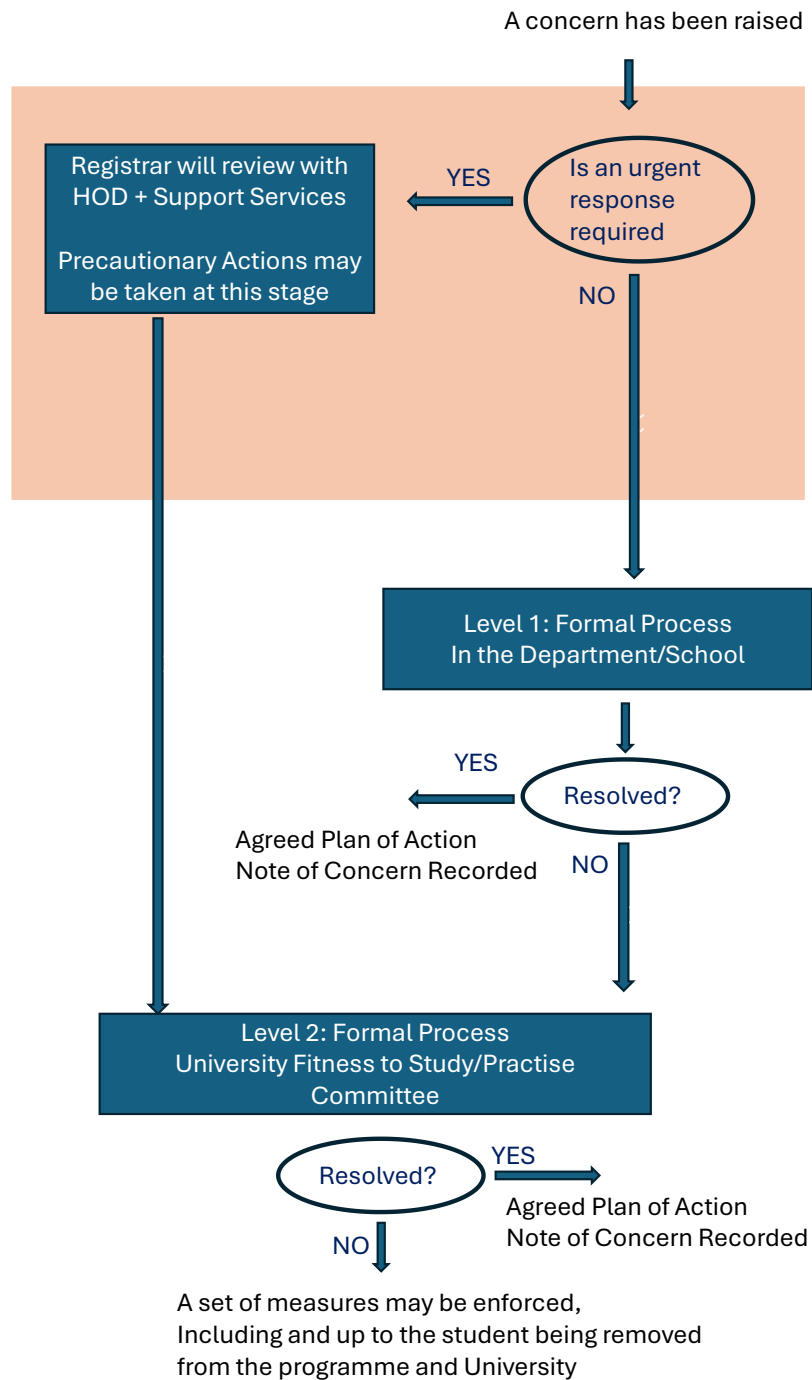 A concern has been raised
Is an urgent
response
required
YES
Registrar will review with
HOD + Support Services
Precautionary Actions may
be taken at this stage
NO
Level 1: Formal Process
In the Department/School
Resolved?
YES
Agreed Plan of Action
Note of Concern Recorded
NO
Level 2: Formal Process
University Fitness to Study/Practise
Committee
Resolved?
YES
Agreed Plan of Action
Note of Concern Recorded
NO
A set of measures may be enforced,
Including and up to the student being removed
from the programme and University